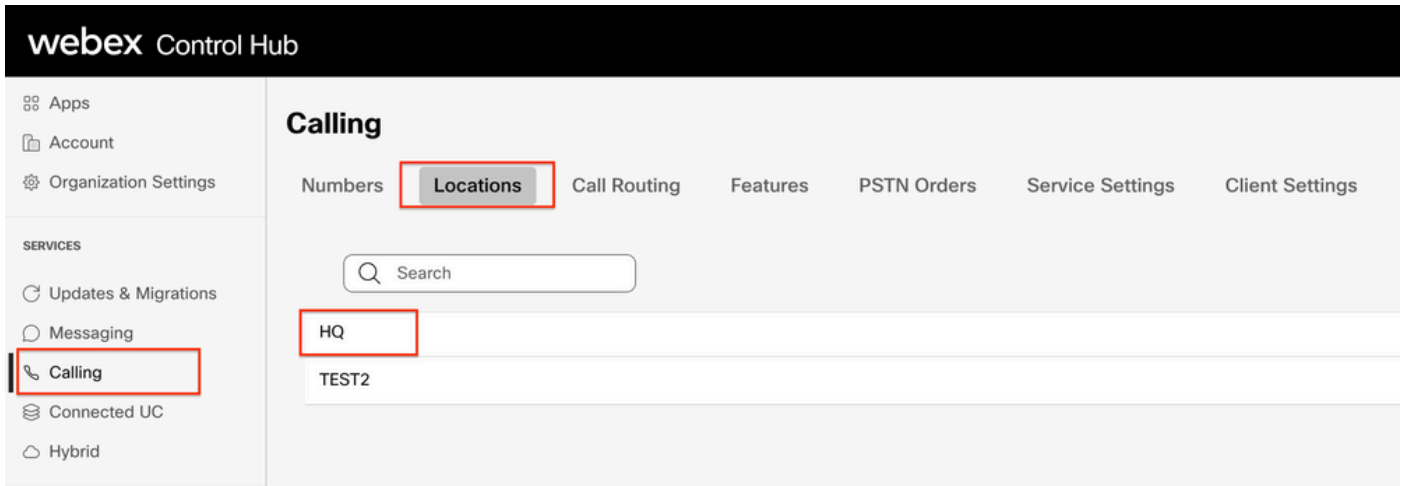 webex Control Hub
Apps
Account
Organization Settings
SERVICES
Updates & Migrations
Messaging
Calling
Connected UC
Hybrid
Calling
Numbers Locations Call Routing Features PSTN Orders Service Settings Client Settings
Search
HQ
TEST2